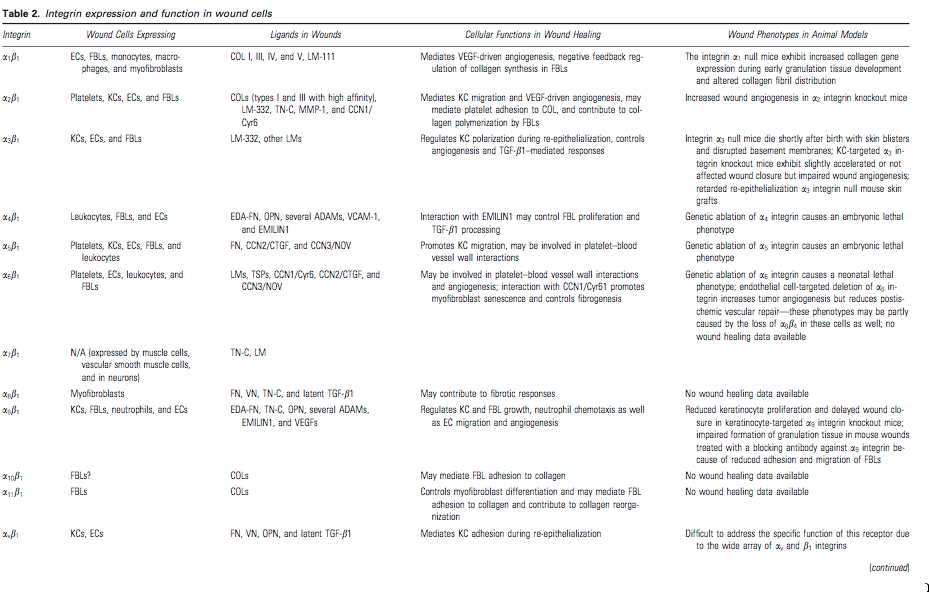 Table 2. Integrin expression and function in wound cells
Integrin Wound Cells Expressing Ligands in Wounds Cellular Functions in Wound Healing Wound Phenotypes in Animal Models
α1β1 ECs, FBLs, monocytes, macro- COL I, III, IV, and V, LM-111 Mediates VEGF-driven angiogenesis, negative feedback reg- The integrin α1 null mice exhibit increased collagen gene
phages, and myofibroblasts ulation of collagen synthesis in FBLs expression during early granulation tissue development
and altered collagen fibril distribution
α2β1 Platelets, KCs, ECs, and FBLs COLs (types I and III with high affinity), Mediates KC migration and VEGF-driven angiogenesis, may Increased wound angiogenesis in α2 integrin knockout mice
LM-332, TN-C, MMP-1, and CCN1/ mediate platelet adhesion to COL, and contribute to col-
Cyr6 lagen polymerization by FBLs
α3β1 KCs, ECs, and FBLs LM-332, other LMs Regulates KC polarization during re-epithelialization, controls Integrin α3 null mice die shortly after birth with skin blisters
angiogenesis and TGF-β1–mediated responses and disrupted basement membranes; KC-targeted α3 in-
tegrin knockout mice exhibit slightly accelerated or not
affected wound closure but impaired wound angiogenesis;
retarded re-epithelialization α3 integrin null mouse skin
grafts
α4β1 Leukocytes, FBLs, and ECs EDA-FN, OPN, several ADAMs, VCAM-1, Interaction with EMILIN1 may control FBL proliferation and Genetic ablation of α4 integrin causes an embryonic lethal
and EMILIN1 TGF-β1 processing phenotype
α5β1 Platelets, KCs, ECs, FBLs, and FN, CCN2/CTGF, and CCN3/NOV Promotes KC migration, may be involved in platelet–blood Genetic ablation of α5 integrin causes an embryonic lethal
leukocytes vessel wall interactions phenotype
α6β1 Platelets, ECs, leukocytes, and LMs, TSPs, CCN1/Cyr6, CCN2/CTGF, and May be involved in platelet–blood vessel wall interactions Genetic ablation of α6 integrin causes a neonatal lethal
FBLs CCN3/NOV and angiogenesis; interaction with CCN1/Cyr61 promotes phenotype; endothelial cell-targeted deletion of α6 in-
myofibroblast senescence and controls fibrogenesis tegrin increases tumor angiogenesis but reduces postis-
chemic vascular repair—these phenotypes may be partly
caused by the loss of α6β4 in these cells as well; no
wound healing data available
α7β1 N/A (expressed by muscle cells, TN-C, LM
vascular smooth muscle cells,
and in neurons)
α8β1 Myofibroblasts FN, VN, TN-C, and latent TGF-β1 May contribute to fibrotic responses No wound healing data available
α9β1 KCs, FBLs, neutrophils, and ECs EDA-FN, TN-C, OPN, several ADAMs, Regulates KC and FBL growth, neutrophil chemotaxis as well Reduced keratinocyte proliferation and delayed wound clo-
EMILIN1, and VEGFs as EC migration and angiogenesis sure in keratinocyte-targeted α9 integrin knockout mice;
impaired formation of granulation tissue in mouse wounds
treated with a blocking antibody against α9 integrin be-
cause of reduced adhesion and migration of FBLs
α10β1 FBLs? COLs May mediate FBL adhesion to collagen No wound healing data available
α11β1 FBLs COLs Controls myofibroblast differentiation and may mediate FBL No wound healing data available
adhesion to collagen and contribute to collagen reorga-
nization
αvβ1 KCs, ECs FN, VN, OPN, and latent TGF-β1 Mediates KC adhesion during re-epithelialization Difficult to address the specific function of this receptor due
to the wide array of αv and β1 integrins
(continued)